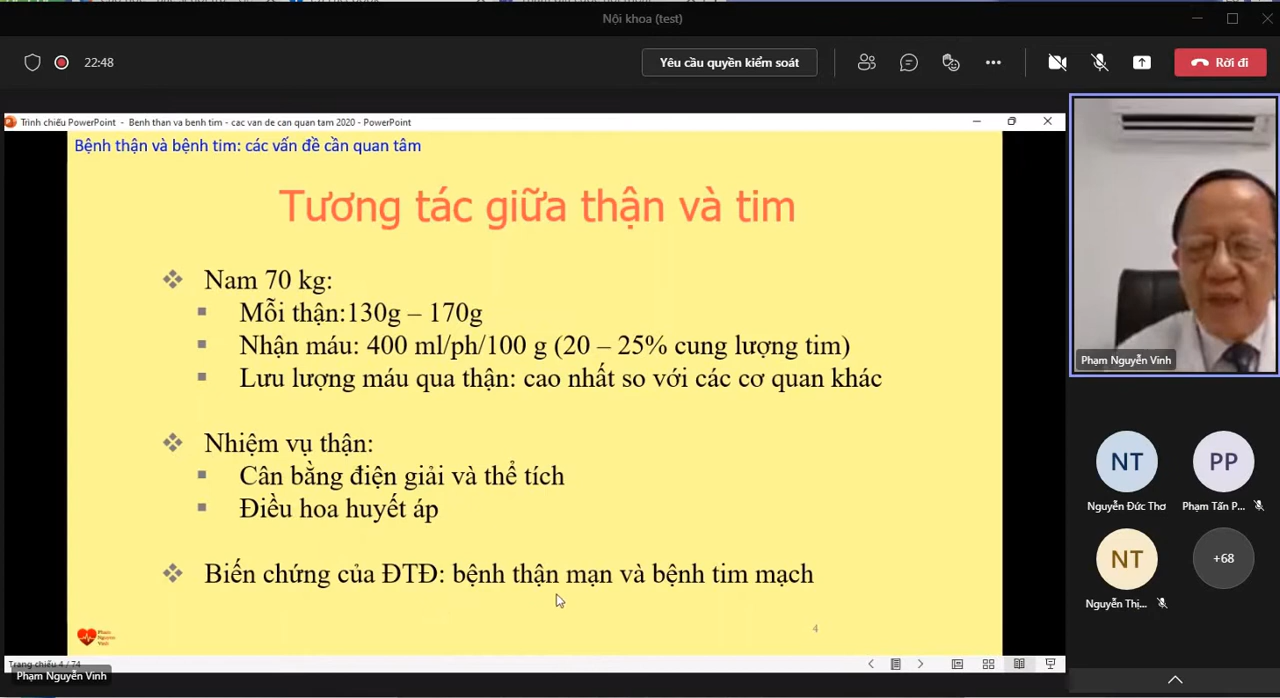 Nội khoa (test)
22:48
Yêu cầu quyền kiểm soát
Rời đi
Trình chiếu PowerPoint - Benh than va benh tim - cac van de can quan tam 2020 - PowerPoint
Bệnh thận và bệnh tim: các vấn đề cần quan tâm
Tương tác giữa thận và tim
Nam 70 kg:
Mỗi thận:130g – 170g
Nhận máu: 400 ml/ph/100 g (20 – 25% cung lượng tim)
Lưu lượng máu qua thận: cao nhất so với các cơ quan khác
Nhiệm vụ thận:
Cân bằng điện giải và thể tích
Điều hoa huyết áp
Biến chứng của ĐTĐ: bệnh thận mạn và bệnh tim mạch
Phạm Nguyễn Vinh
4
Trang chiếu 4 / 74
Phạm Nguyễn Vinh
Phạm Nguyễn Vinh
NT
PP
Nguyễn Đức Thơ
Phạm Tấn P...
NT
+68
Nguyễn Thị...